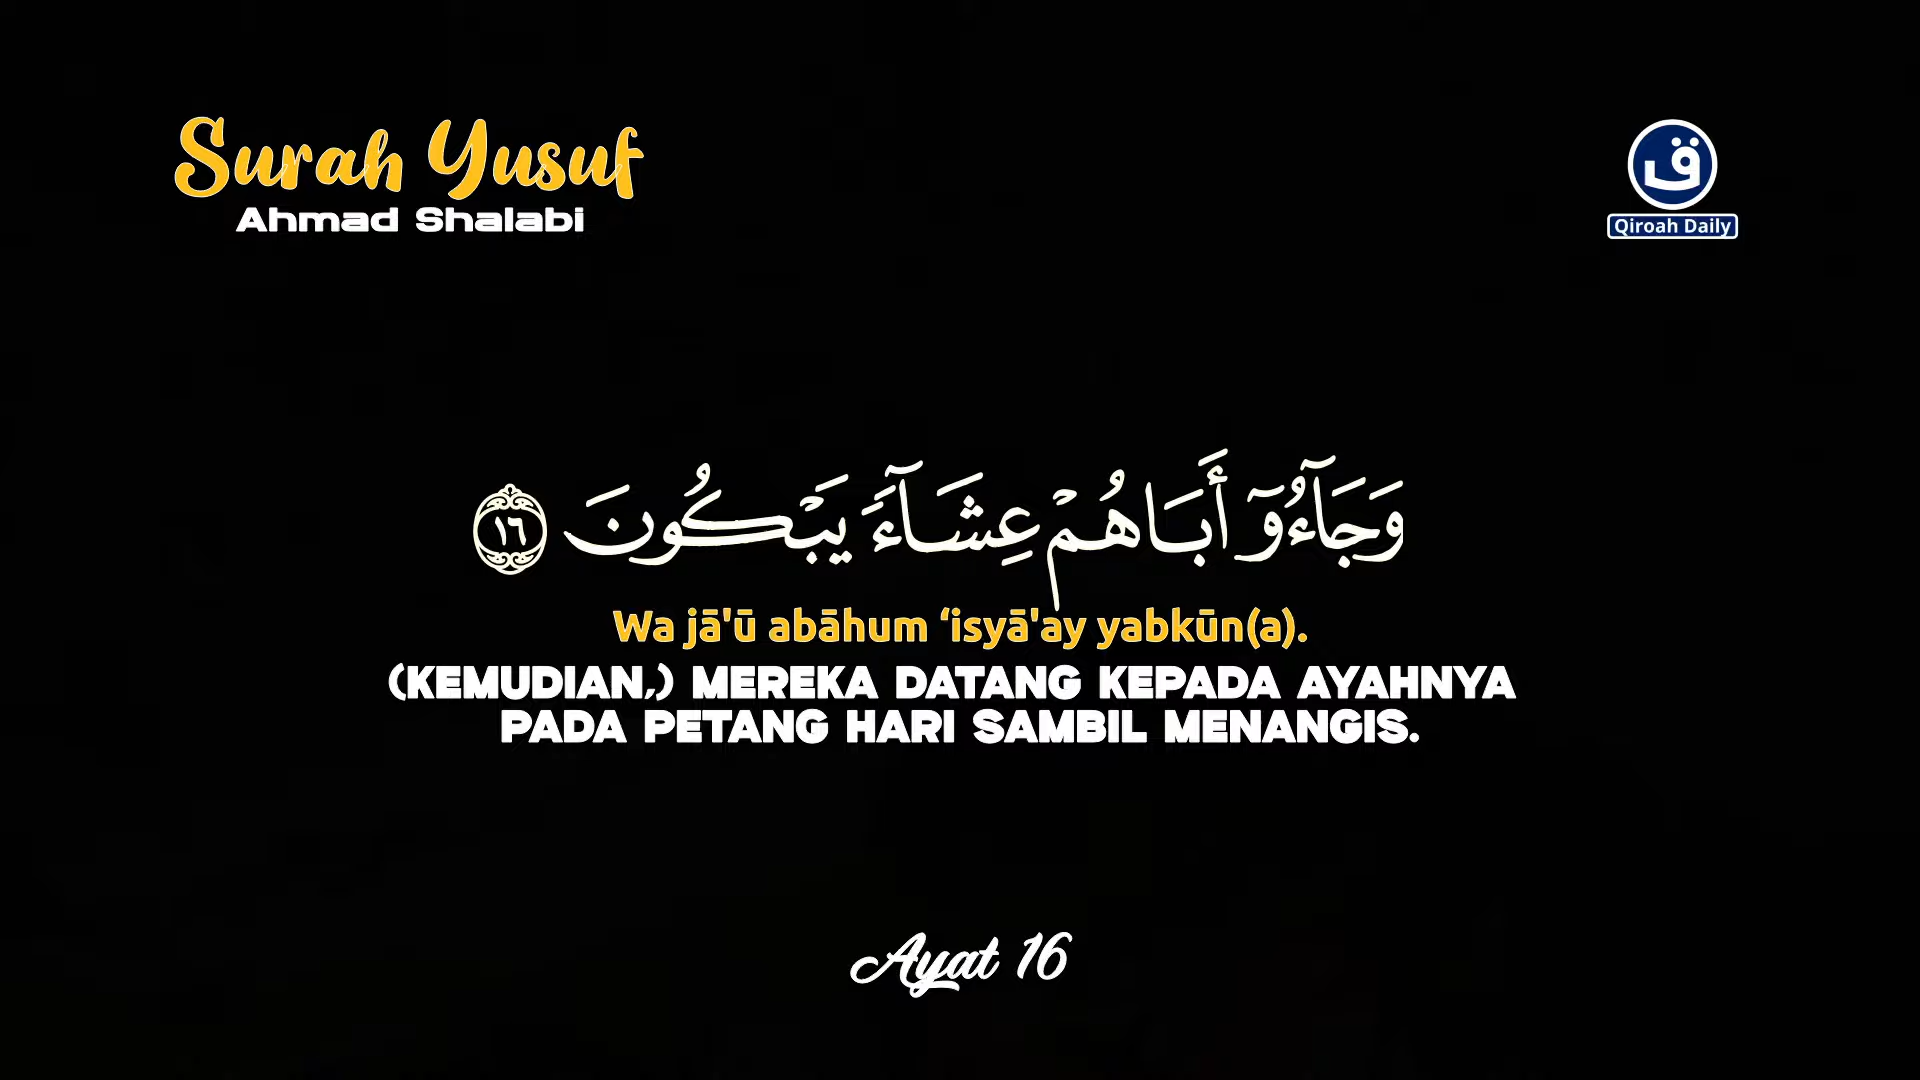 Surah Yusuf
Ahmad Shalabi
ق
Qiroah Daily
وَجَآءُوٓ أَبَاهُمْ عِشَآءً يَبْكُونَ ١٦
Wa jā'ū abāhum ‘isyā'ay yabkūn(a).
(KEMUDIAN,) MEREKA DATANG KEPADA AYAHNYA
PADA PETANG HARI SAMBIL MENANGIS.
Ayat 16